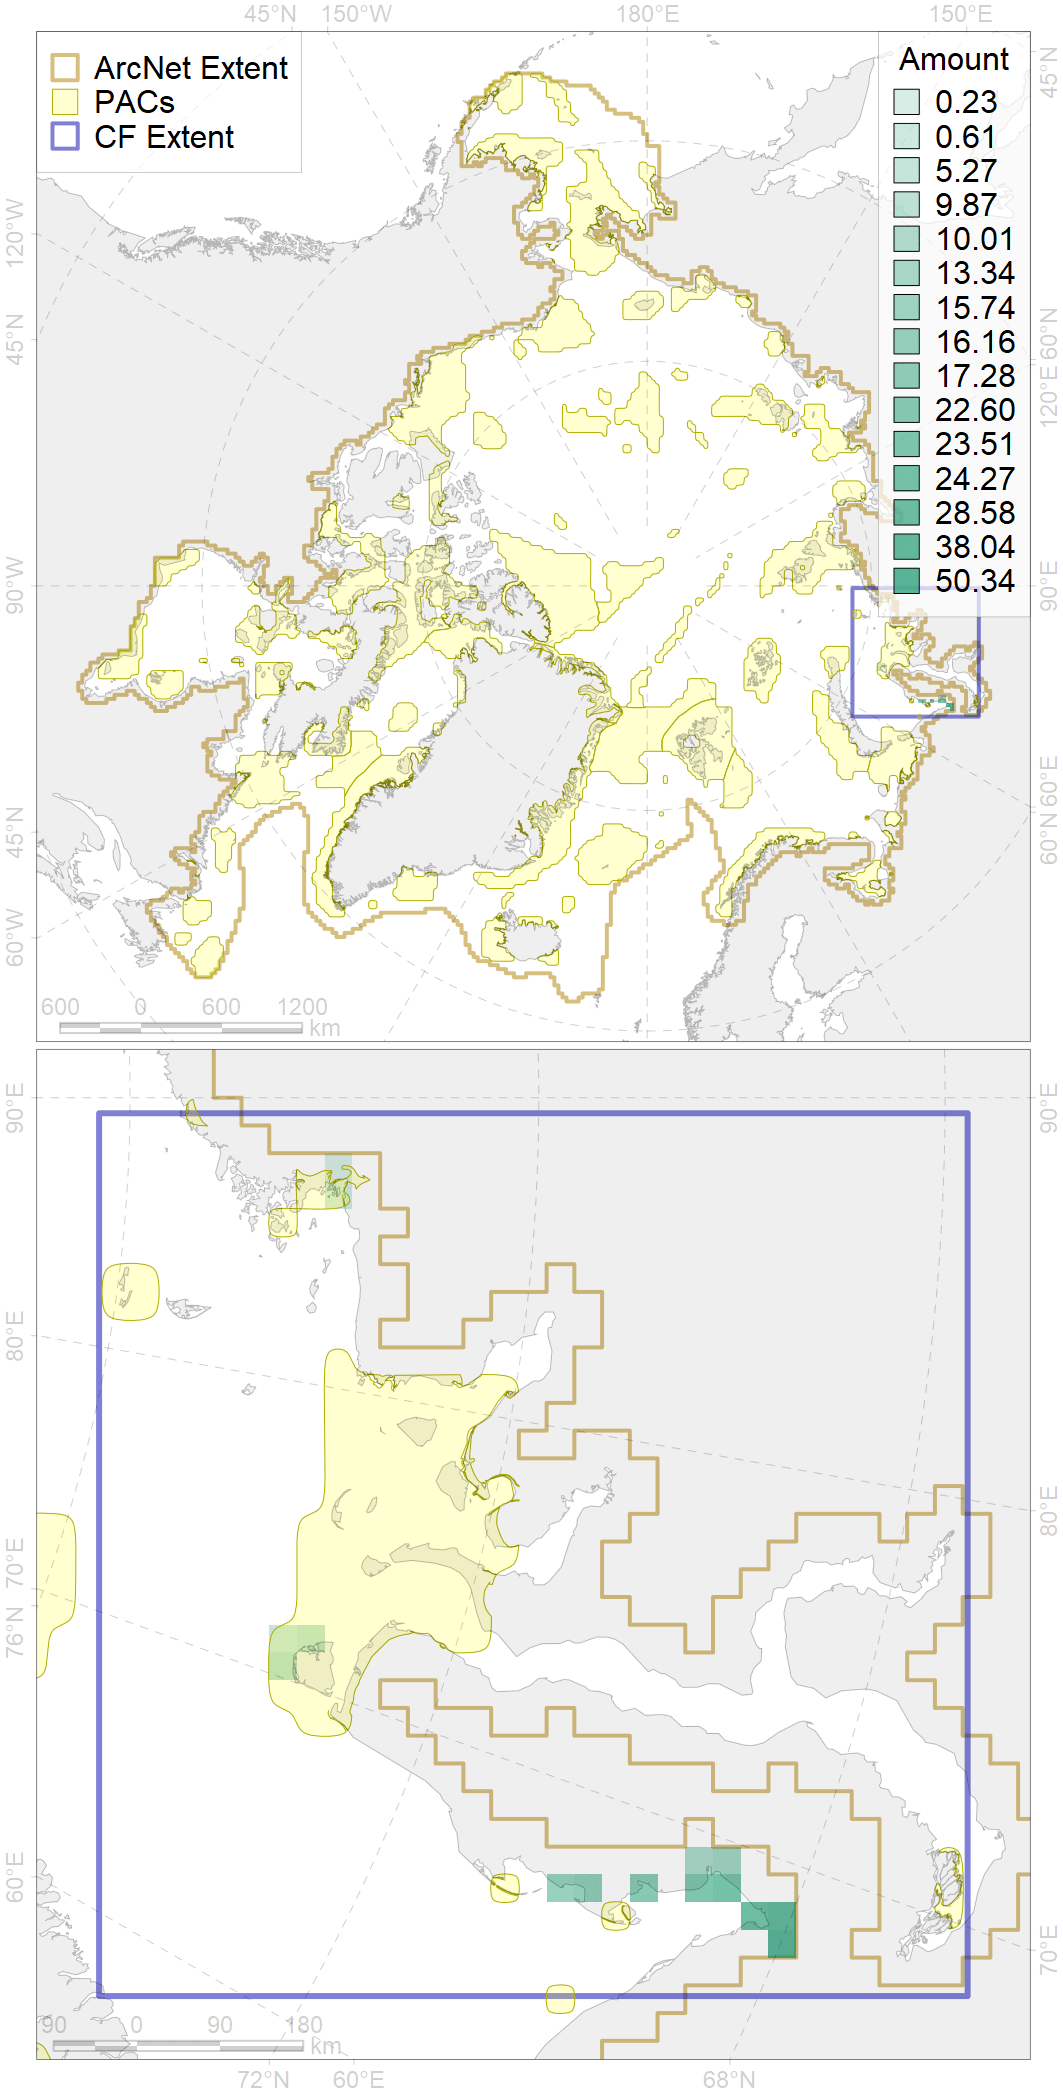 45°N 150°W 180°E 150°E
ArcNet Extent
PACs
CF Extent
Amount
0.23
0.61
5.27
9.87
10.01
13.34
15.74
16.16
17.28
22.60
23.51
24.27
28.58
38.04
50.34
120°W
45°N
90°W
45°N
60°W
45°N
60°N
120°E
90°E
60°E
60°N
600 0 600 1200
km
90°E
80°E
70°E
76°N
60°E
90°E
80°E
70°E
90 0 90 180
km
72°N 60°E 68°N